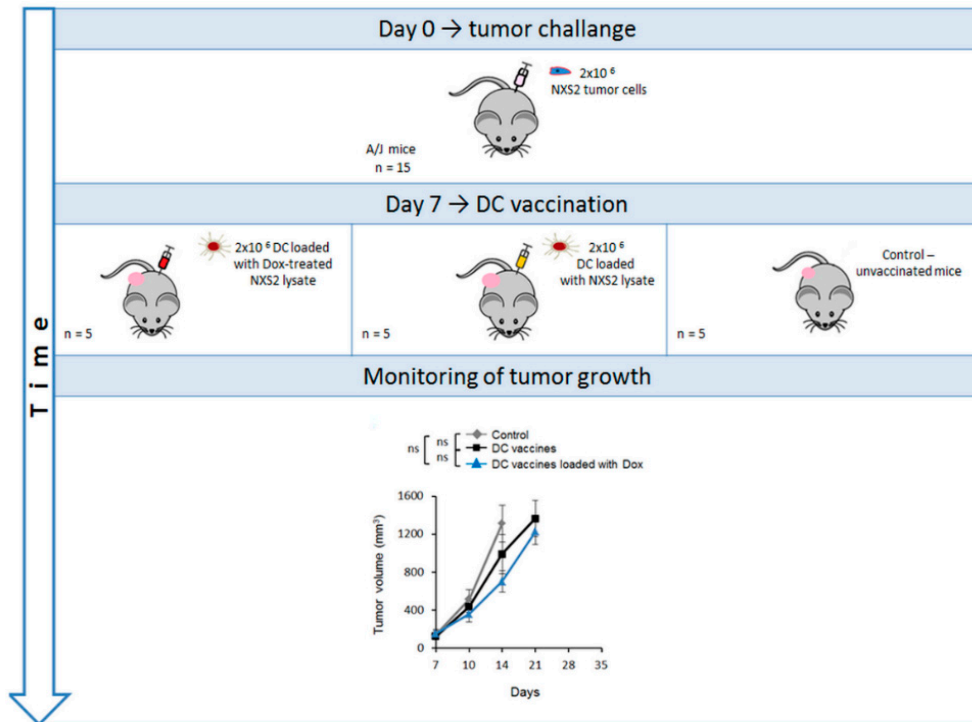 Day 0 → tumor challange
2x10 ⁶
NXS2 tumor cells
A/J mice
n = 15
Day 7 → DC vaccination
2x10 ⁶ DC loaded
with Dox-treated
NXS2 lysate
n = 5
2x10 ⁶
DC loaded
with NXS2 lysate
n = 5
Control –
unvaccinated mice
n = 5
Time
Monitoring of tumor growth
ns
ns
ns
Control
DC vaccines
DC vaccines loaded with Dox
Tumor volume (mm³)
1600
1200
800
400
0
7 10 14 21 28 35
Days